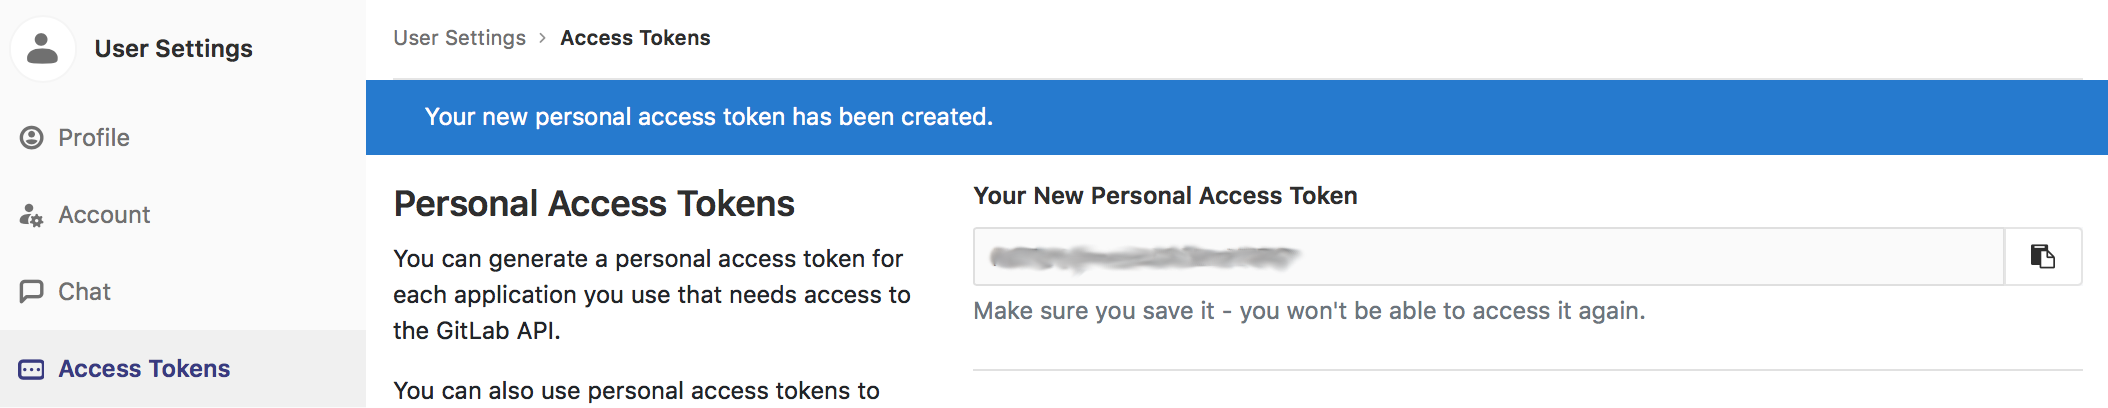 User Settings
Profile
Account
Chat
Access Tokens
User Settings › Access Tokens
Your new personal access token has been created.
Personal Access Tokens
You can generate a personal access token for
each application you use that needs access to
the GitLab API.
You can also use personal access tokens to
Your New Personal Access Token
Make sure you save it - you won't be able to access it again.